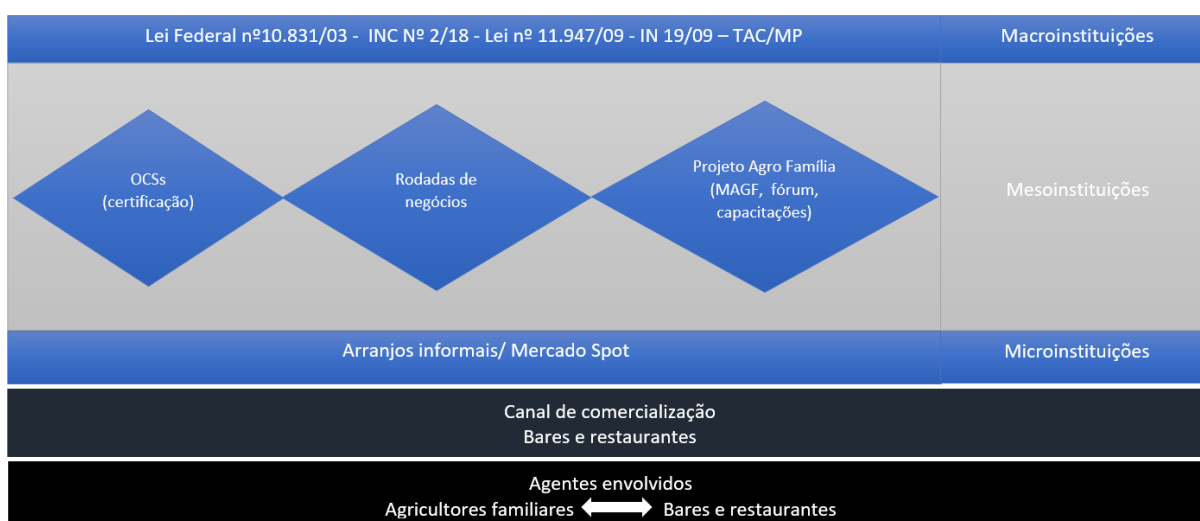 Lei Federal nº10.831/03 - INC Nº 2/18 - Lei nº 11.947/09 - IN 19/09 – TAC/MP
Macroinstituições
OCSs
(certificação)
Rodadas de
negócios
Projeto Agro Família
(MAGF, fórum,
capacitações)
Mesoinstituições
Arranjos informais/ Mercado Spot
Microinstituições
Canal de comercialização
Bares e restaurantes
Agentes envolvidos
Agricultores familiares Bares e restaurantes